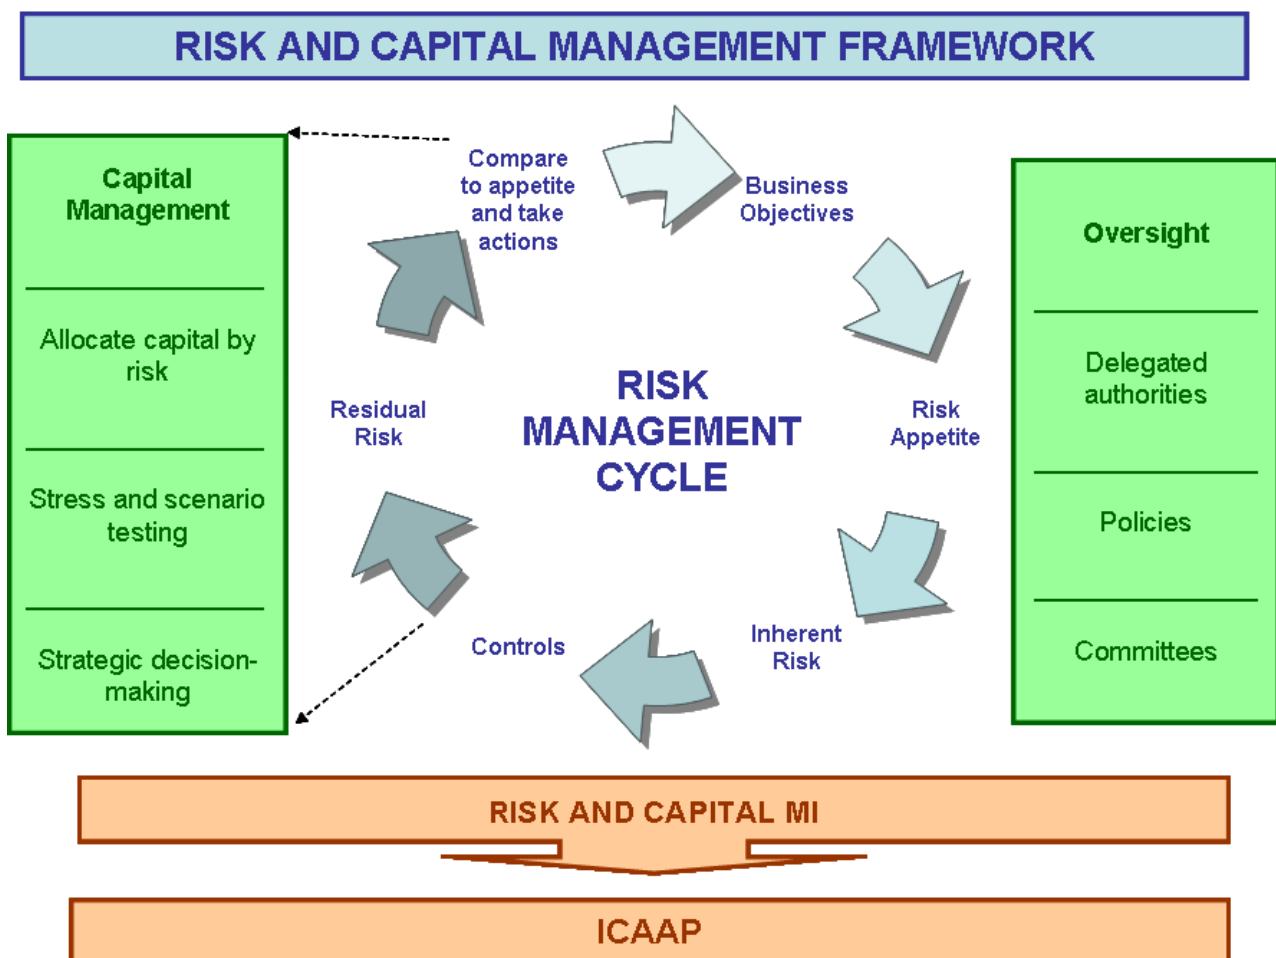 RISK AND CAPITAL MANAGEMENT FRAMEWORK
Capital
Management
Allocate capital by
risk
Stress and scenario
testing
Strategic decision-
making
Compare
to appetite
and take
actions
Business
Objectives
Risk
Appetite
Inherent
Risk
Controls
Residual
Risk
RISK
MANAGEMENT
CYCLE
Oversight
Delegated
authorities
Policies
Committees
RISK AND CAPITAL MI
ICAAP